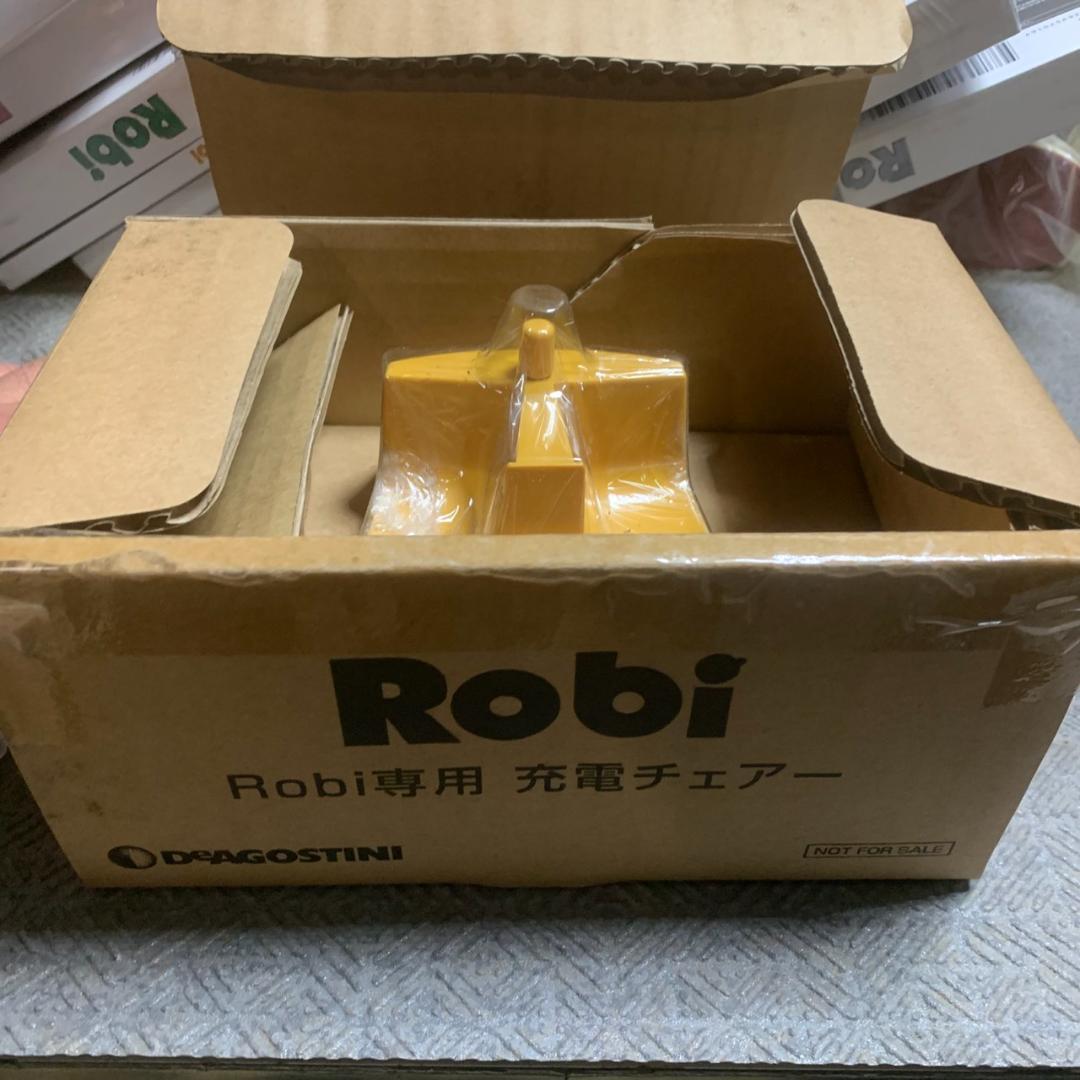 Robi
Robi
Robi
Robi専用 充電チェアー
DeAGOSTINI
NOT FOR SALE